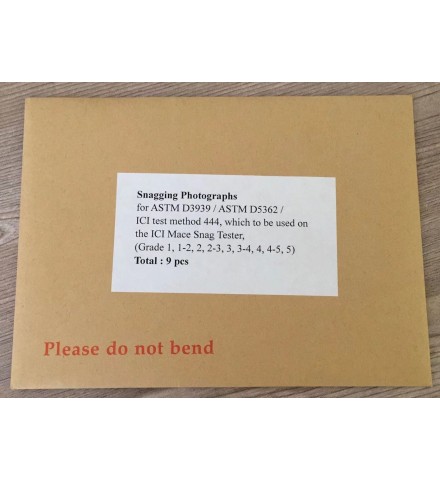 Snagging Photographs
for ASTM D3939 / ASTM D5362 /
ICI test method 444, which to be used on
the ICI Mace Snag Tester,
(Grade 1, 1-2, 2, 2-3, 3, 3-4, 4, 4-5, 5)
Total : 9 pcs
Please do not bend